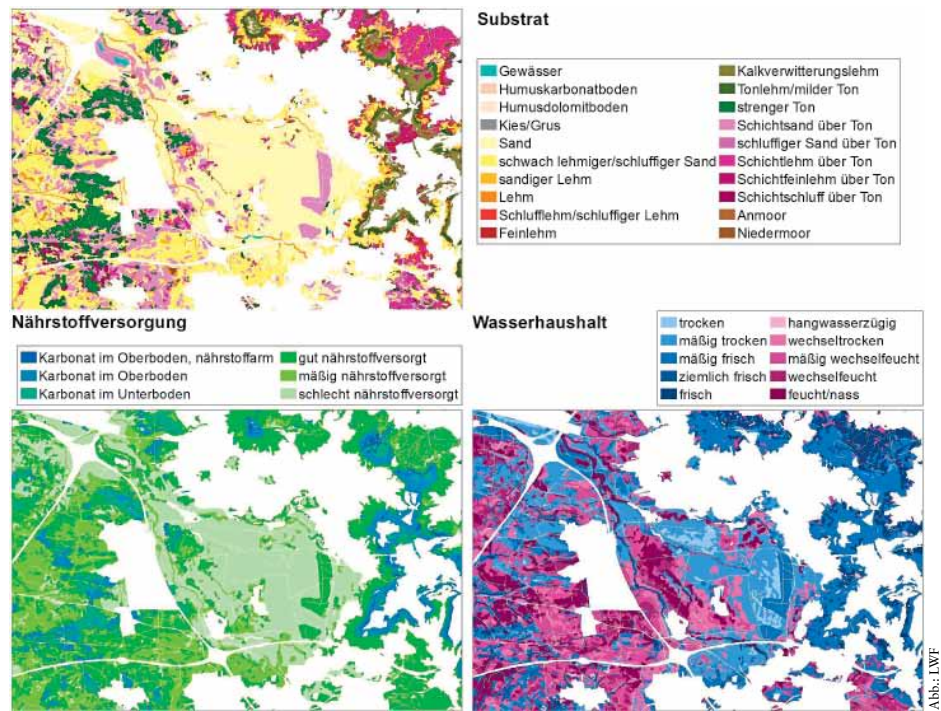 Substrat
Gewässer
Humuskarbonatboden
Humusdolomitboden
Kies/Grus
Sand
schwach lehmiger/schluffiger Sand
sandiger Lehm
Lehm
Schlufflehm/schluffiger Lehm
Feinlehm
Kalkverwitterungslehm
Tonlehm/milder Ton
strenger Ton
Schichtsand über Ton
schluffiger Sand über Ton
Schichtlehm über Ton
Schichtfeinlehm über Ton
Schichtschluff über Ton
Anmoor
Niedermoor
Nährstoffversorgung
Karbonat im Oberboden, nährstoffarm
Karbonat im Oberboden
Karbonat im Unterboden
gut nährstoffversorgt
mäßig nährstoffversorgt
schlecht nährstoffversorgt
Wasserhaushalt
trocken
mäßig trocken
mäßig frisch
ziemlich frisch
frisch
hangwasserzügig
wechseltrocken
mäßig wechselfeucht
wechselfeucht
feucht/nass
Abb.: LWF